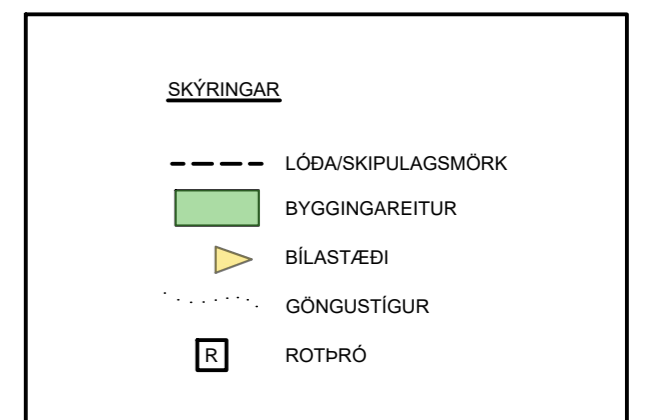 SKÝRINGAR
LÓÐA/SKIPULAGSMÖRK
BYGGINGAREITUR
BÍLASTÆÐI
GÖNGUSTÍGUR
R ROTÞRÓ